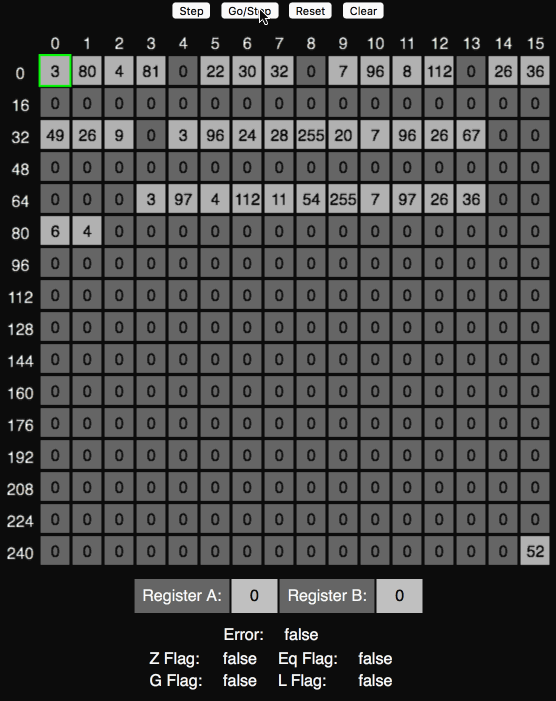 Step Go/Stop Reset Clear
0 1 2 3 4 5 6 7 8 9 10 11 12 13 14 15
0 3 80 4 81 0 22 30 32 0 7 96 8 112 0 26 36
16 0 0 0 0 0 0 0 0 0 0 0 0 0 0 0 0
32 49 26 9 0 3 96 24 28 255 20 7 96 26 67 0 0
48 0 0 0 0 0 0 0 0 0 0 0 0 0 0 0 0
64 0 0 0 3 97 4 112 11 54 255 7 97 26 36 0 0
80 6 4 0 0 0 0 0 0 0 0 0 0 0 0 0 0
96 0 0 0 0 0 0 0 0 0 0 0 0 0 0 0 0
112 0 0 0 0 0 0 0 0 0 0 0 0 0 0 0 0
128 0 0 0 0 0 0 0 0 0 0 0 0 0 0 0 0
144 0 0 0 0 0 0 0 0 0 0 0 0 0 0 0 0
160 0 0 0 0 0 0 0 0 0 0 0 0 0 0 0 0
176 0 0 0 0 0 0 0 0 0 0 0 0 0 0 0 0
192 0 0 0 0 0 0 0 0 0 0 0 0 0 0 0 0
208 0 0 0 0 0 0 0 0 0 0 0 0 0 0 0 0
224 0 0 0 0 0 0 0 0 0 0 0 0 0 0 0 0
240 0 0 0 0 0 0 0 0 0 0 0 0 0 0 0 52
Register A: 0 Register B: 0
Error: false
Z Flag: false Eq Flag: false
G Flag: false L Flag: false